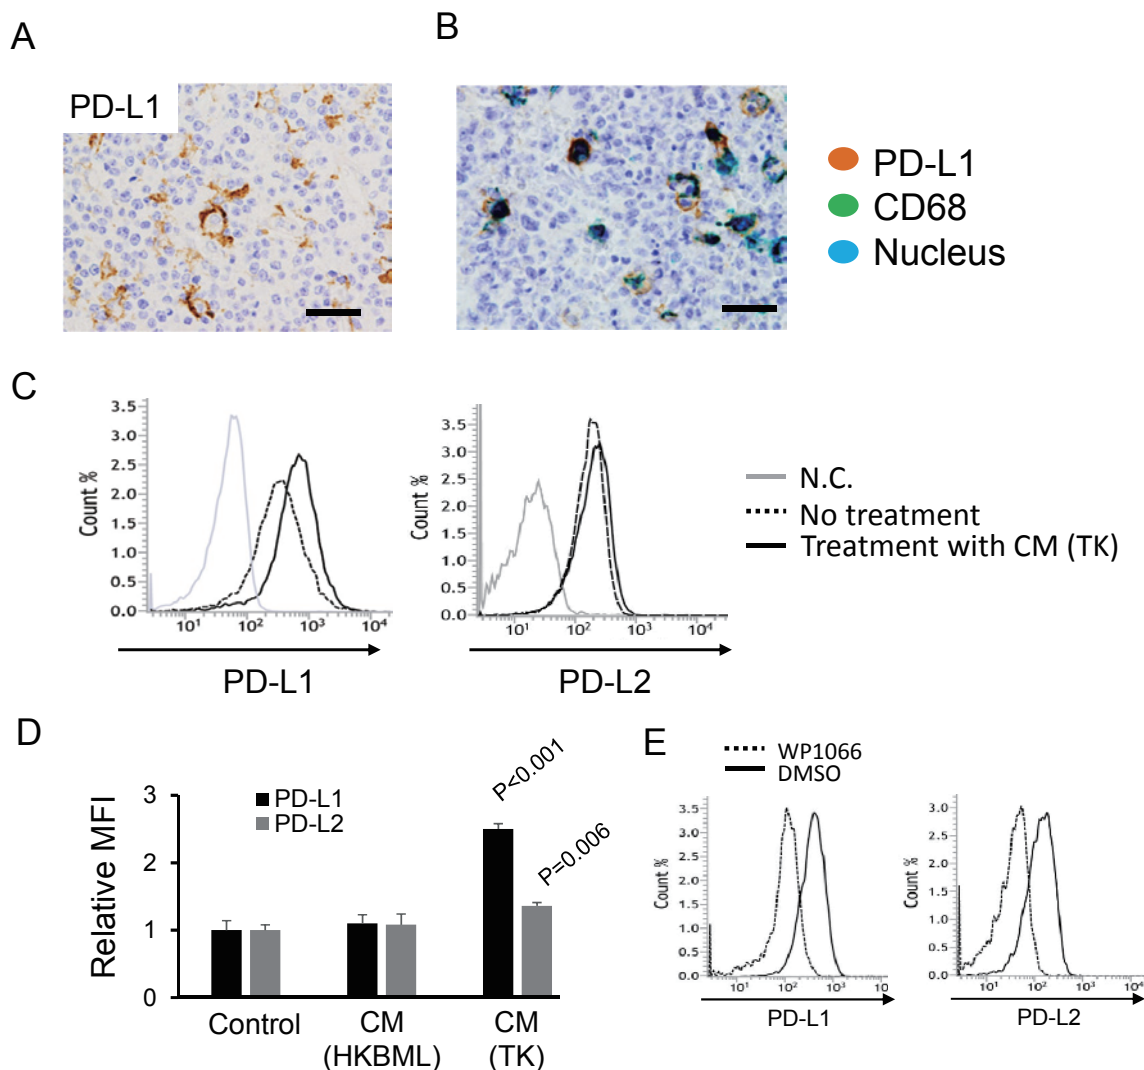 A
PD-L1
B
PD-L1
CD68
Nucleus
C
3.5
3.0
2.5
2.0
1.5
1.0
0.5
0.0
Count %
10¹ 10² 10³ 10⁴
PD-L1
3.5
3.0
2.5
2.0
1.5
1.0
0.5
0.0
Count %
10¹ 10² 10³ 10⁴
PD-L2
N.C.
No treatment
Treatment with CM (TK)
D
Relative MFI
3
2
1
0
PD-L1
PD-L2
P<0.001
P=0.006
Control
CM
(HKBML)
CM
(TK)
E
WP1066
DMSO
3.5
3.0
2.5
2.0
1.5
1.0
0.5
0.0
Count %
10¹ 10² 10³
PD-L1
3.0
2.5
2.0
1.5
1.0
0.5
0.0
Count %
10¹ 10² 10³
PD-L2